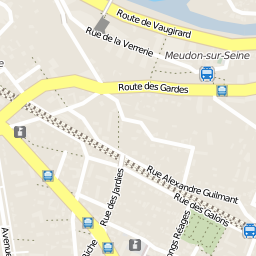 Route de Vaugirard
Rue de la Verrerie
Meudon-sur-Seine
Route des Gardes
Rue Alexandre Guilmant
Rue des Jardies
Rue des Galons
Avenue